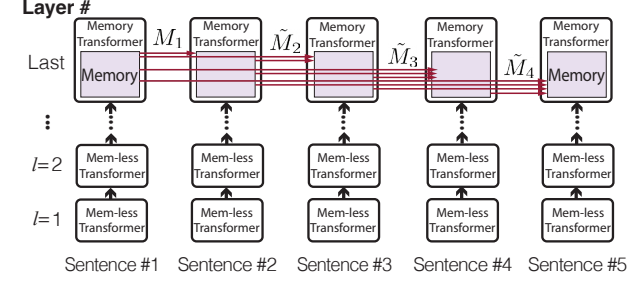 Layer #
Memory Transformer Memory Transformer Memory Transformer Memory Transformer Memory Transformer
M₁ M̃₂ M̃₃ M̃₄
Last Memory Memory
⋮
l=2 Mem-less Transformer Mem-less Transformer Mem-less Transformer Mem-less Transformer Mem-less Transformer
l=1 Mem-less Transformer Mem-less Transformer Mem-less Transformer Mem-less Transformer Mem-less Transformer
Sentence #1 Sentence #2 Sentence #3 Sentence #4 Sentence #5